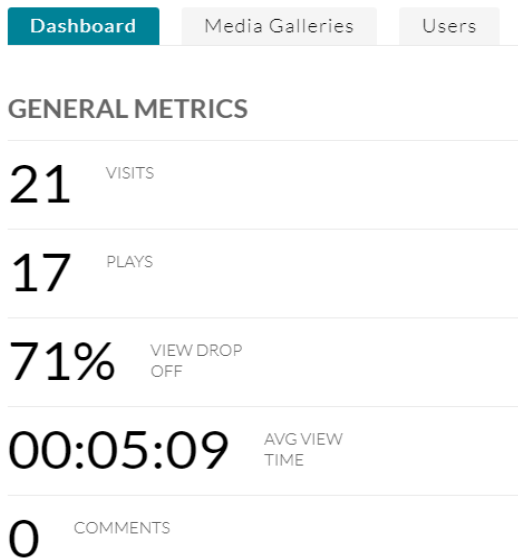 Dashboard Media Galleries Users
GENERAL METRICS
21 VISITS
17 PLAYS
71% VIEW DROP
OFF
00:05:09 AVG VIEW
TIME
0 COMMENTS